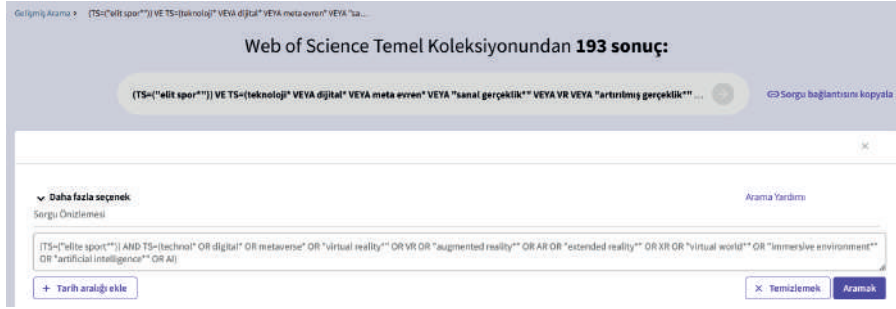 Gelişmiş Arama > (TS=("elit spor*")) VE TS=(teknoloji* VEYA dijital* VEYA meta evren* VEYA "sa...
Web of Science Temel Koleksiyonundan 193 sonuç:
(TS=("elit spor*")) VE TS=(teknoloji* VEYA dijital* VEYA meta evren* VEYA "sanal gerçeklik*" VEYA VR VEYA "artırılmış gerçeklik*" ...
Sorgu bağlantısını kopyala
Daha fazla seçenek
Arama Yardımı
Sorgu Önizlemesi
(TS=("elite sport*")) AND TS=(technol* OR digital* OR metaverse* OR "virtual reality*" OR VR OR "augmented reality*" OR AR OR "extended reality*" OR XR OR "virtual world*" OR "immersive environment*"
OR "artificial intelligence*" OR AI)
+ Tarih aralığı ekle
× Temizlemek
Aramak